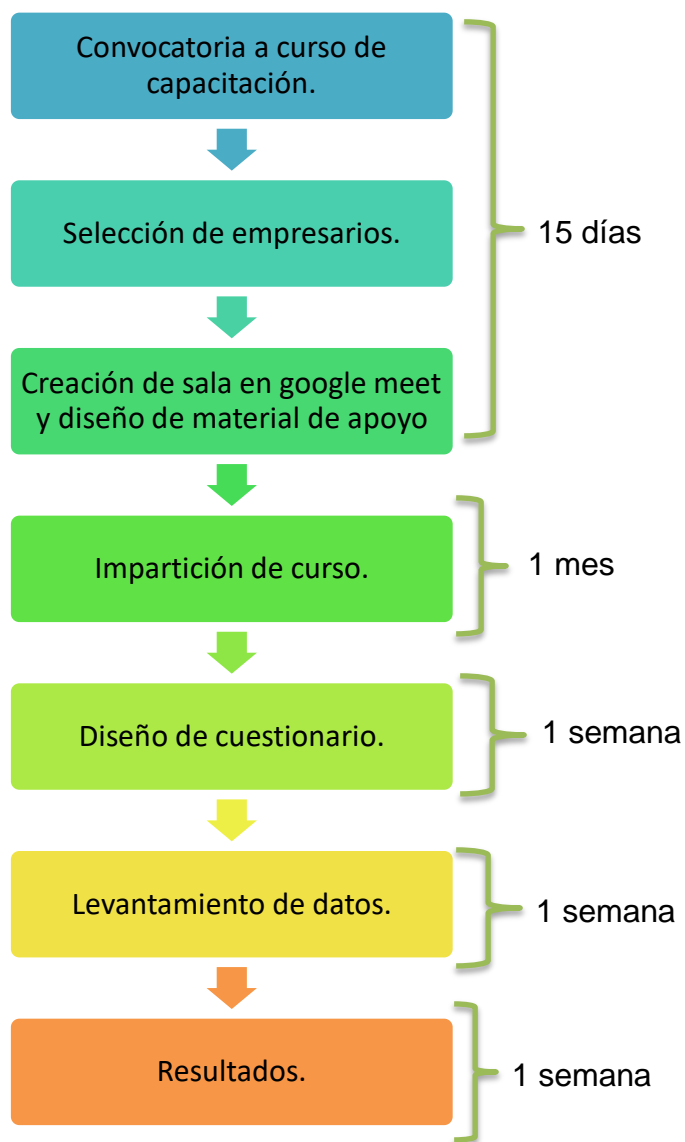 Convocatoria a curso de
capacitación.
Selección de empresarios.
15 días
Creación de sala en google meet
y diseño de material de apoyo
Impartición de curso.
1 mes
Diseño de cuestionario.
1 semana
Levantamiento de datos.
1 semana
Resultados.
1 semana